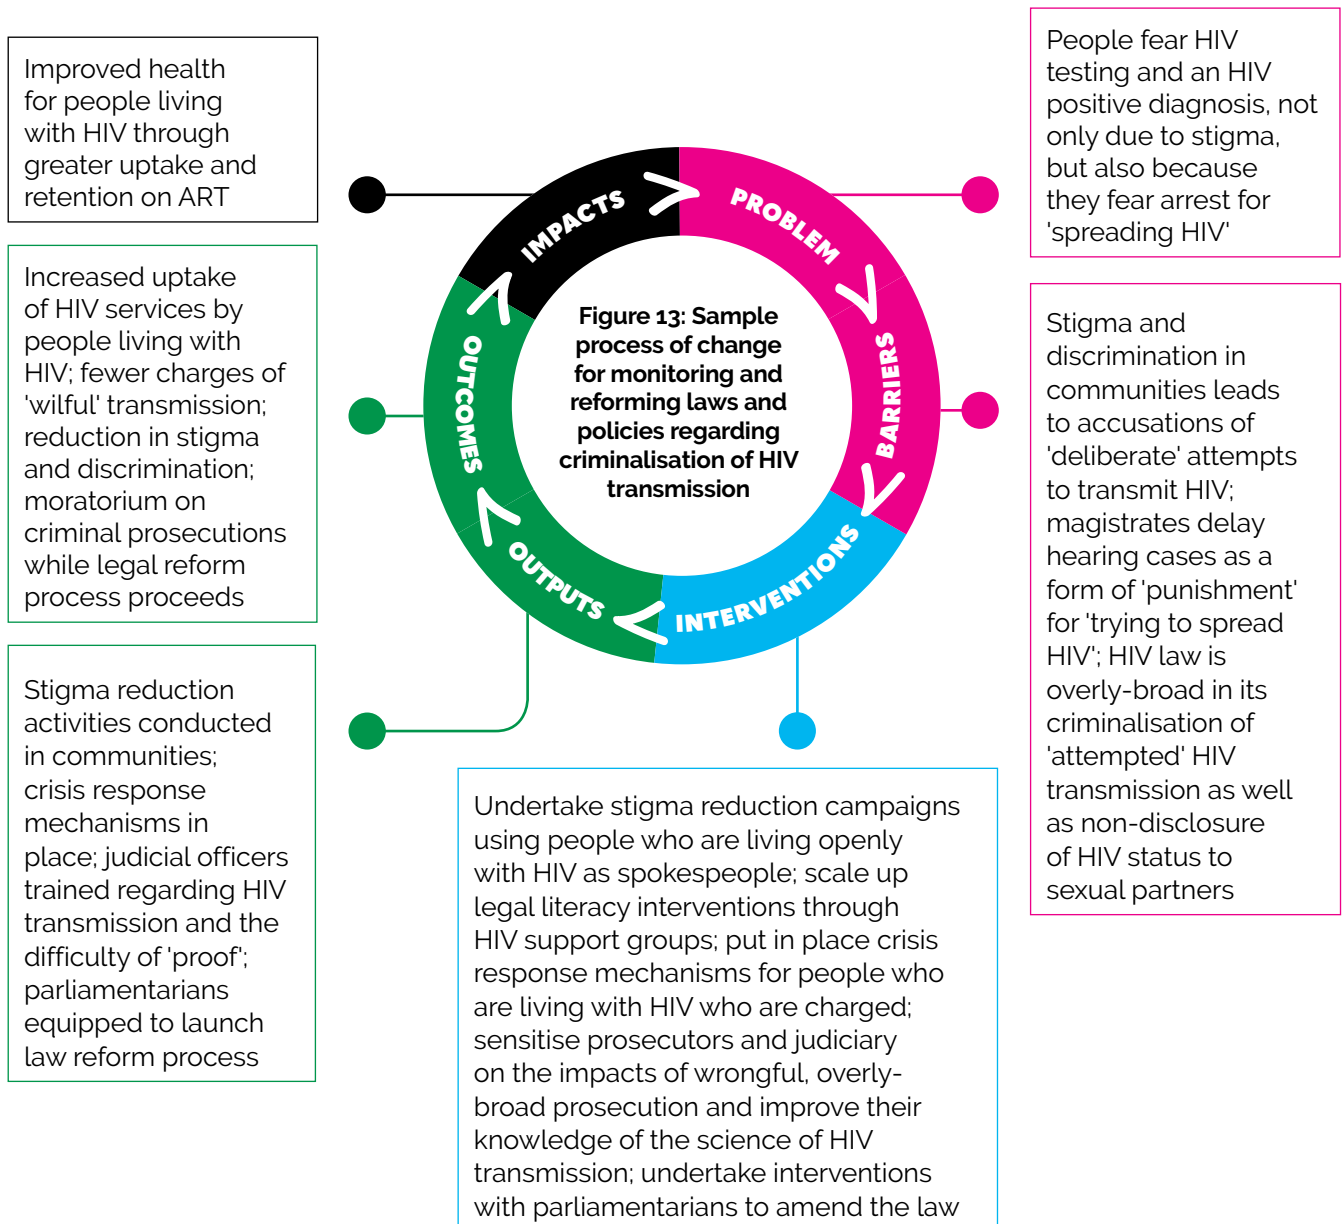 Improved health
for people living
with HIV through
greater uptake and
retention on ART
Increased uptake
of HIV services by
people living with
HIV; fewer charges of
'wilful' transmission;
reduction in stigma
and discrimination;
moratorium on
criminal prosecutions
while legal reform
process proceeds
Stigma reduction
activities conducted
in communities;
crisis response
mechanisms in
place; judicial officers
trained regarding HIV
transmission and the
difficulty of 'proof';
parliamentarians
equipped to launch
law reform process
IMPACTS
PROBLEM
BARRIERS
INTERVENTIONS
OUTPUTS
OUTCOMES
Figure 13: Sample
process of change
for monitoring and
reforming laws and
policies regarding
criminalisation of HIV
transmission
People fear HIV
testing and an HIV
positive diagnosis, not
only due to stigma,
but also because
they fear arrest for
'spreading HIV'
Stigma and
discrimination in
communities leads
to accusations of
'deliberate' attempts
to transmit HIV;
magistrates delay
hearing cases as a
form of 'punishment'
for 'trying to spread
HIV'; HIV law is
overly-broad in its
criminalisation of
'attempted' HIV
transmission as well
as non-disclosure
of HIV status to
sexual partners
Undertake stigma reduction campaigns
using people who are living openly
with HIV as spokespeople; scale up
legal literacy interventions through
HIV support groups; put in place crisis
response mechanisms for people who
are living with HIV who are charged;
sensitise prosecutors and judiciary
on the impacts of wrongful, overly-
broad prosecution and improve their
knowledge of the science of HIV
transmission; undertake interventions
with parliamentarians to amend the law